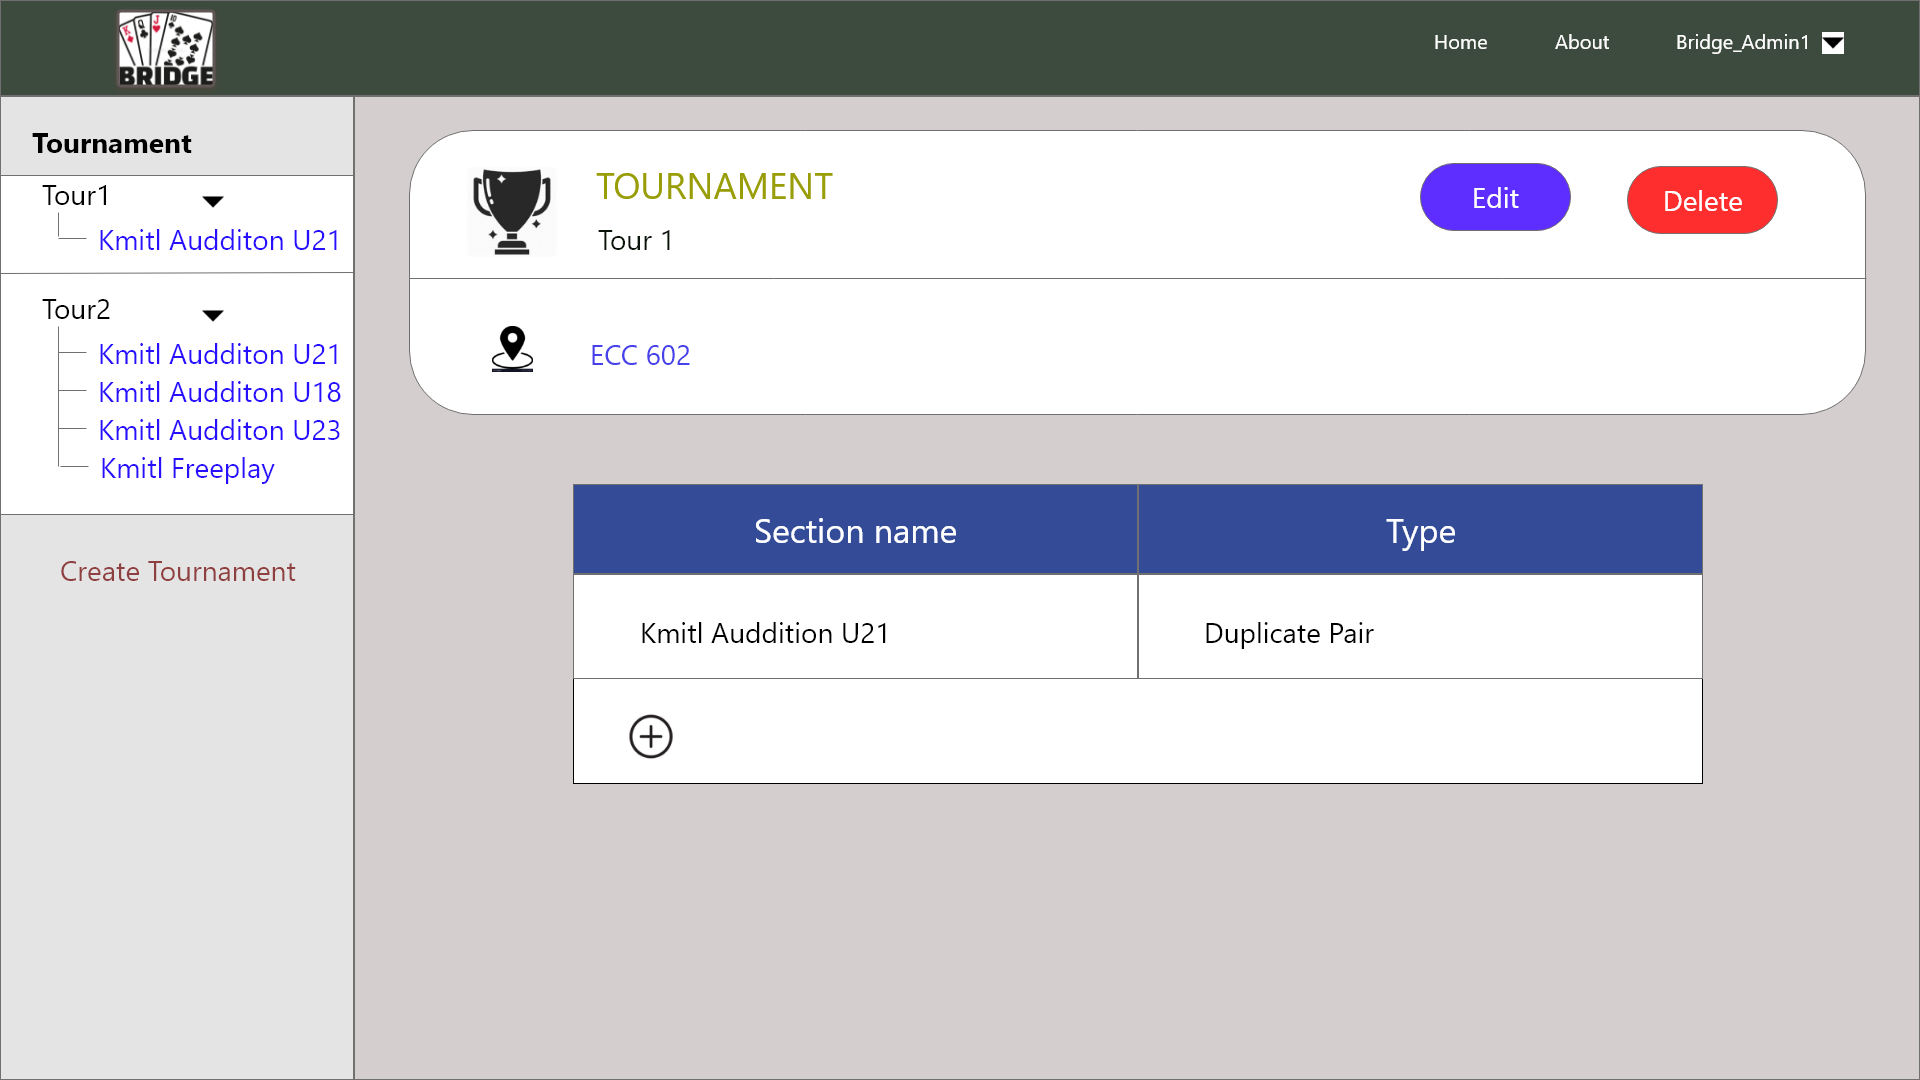 BRIDGE
Home
About
Bridge_Admin1
Tournament
Tour1
Kmitl Audditon U21
Tour2
Kmitl Audditon U21
Kmitl Audditon U18
Kmitl Audditon U23
Kmitl Freeplay
Create Tournament
TOURNAMENT
Tour 1
Edit
Delete
ECC 602
Section name
Type
Kmitl Auddition U21
Duplicate Pair